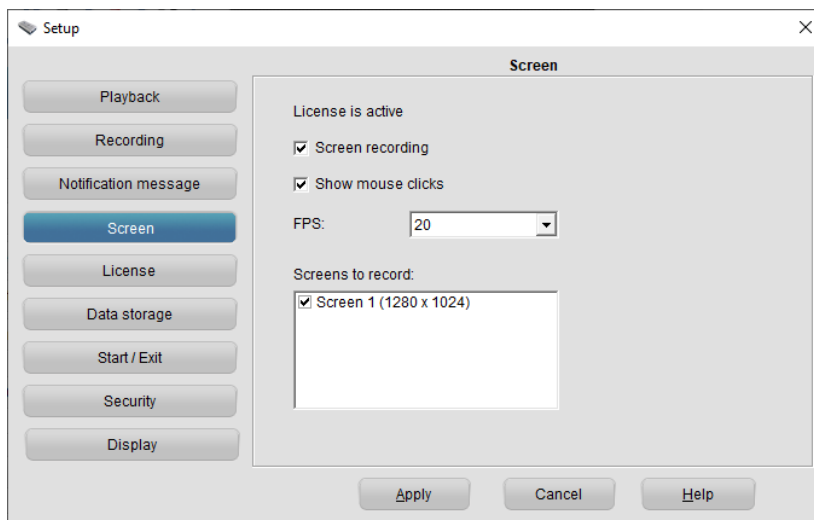 Setup
Screen
Playback
Recording
Notification message
Screen
License
Data storage
Start / Exit
Security
Display
License is active
Screen recording
Show mouse clicks
FPS: 20
Screens to record:
Screen 1 (1280 x 1024)
Apply Cancel Help